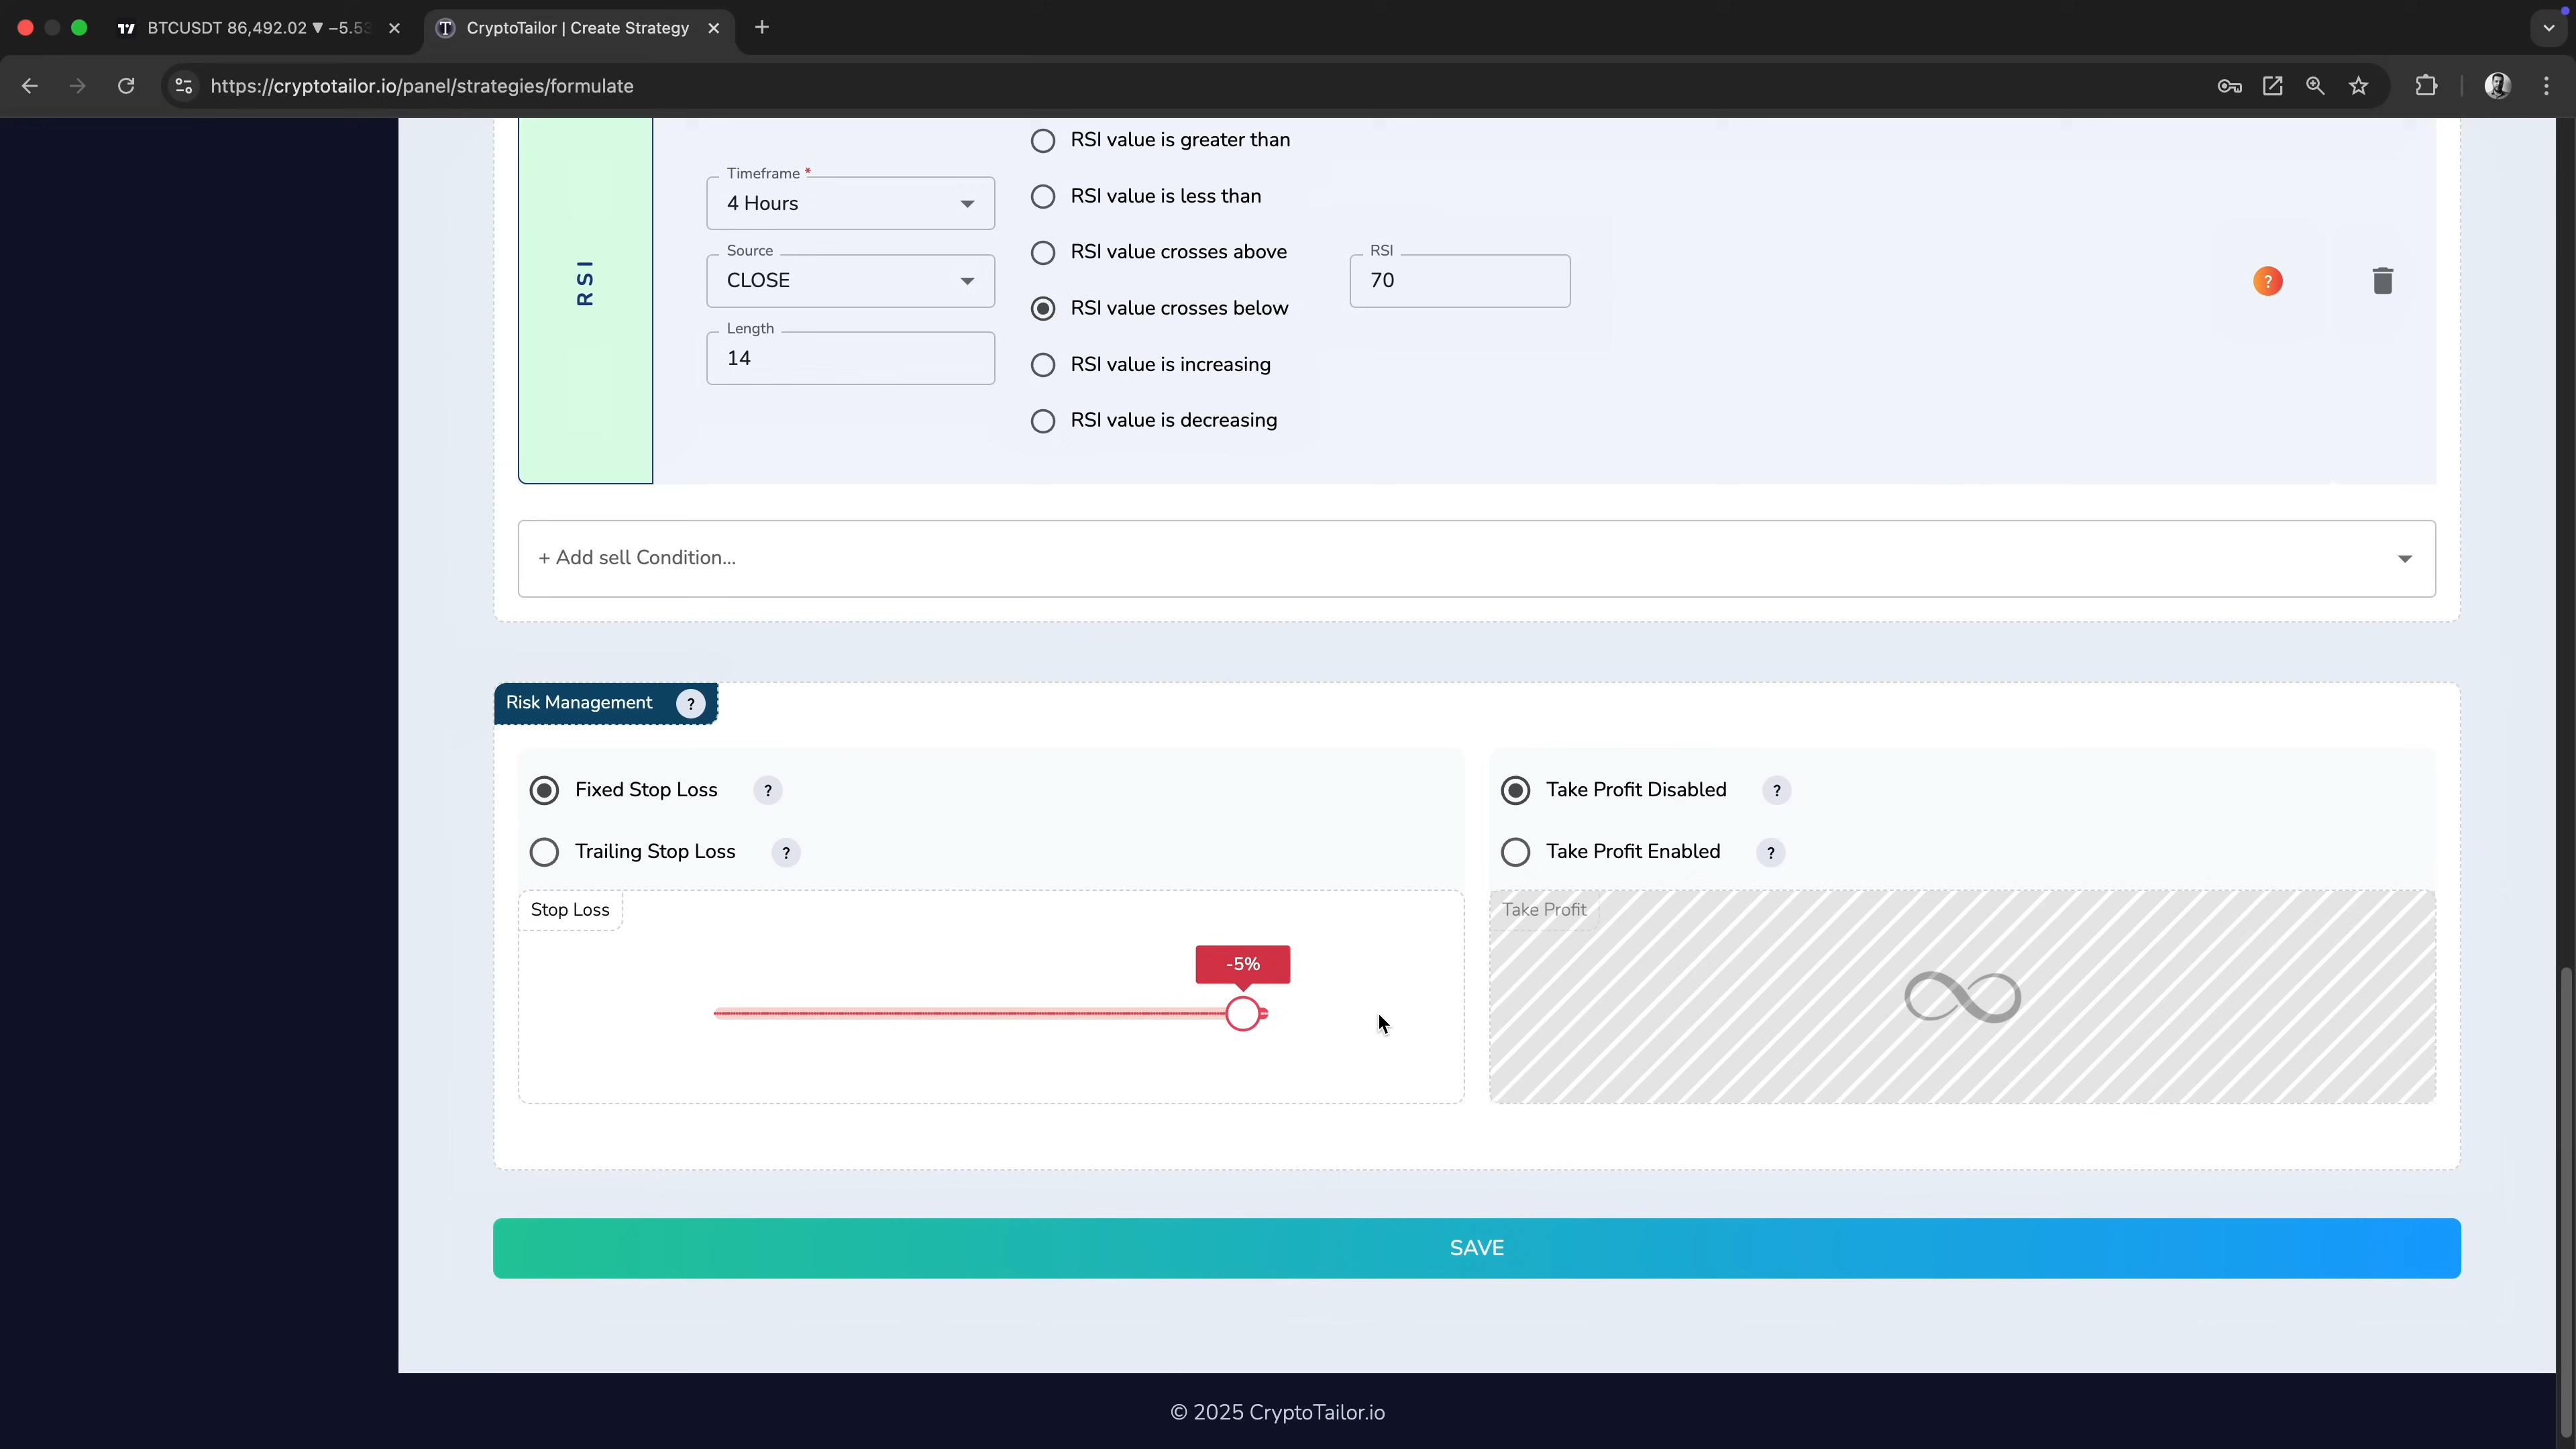 BTCUSDT 86,492.02 ▼ −5.53
CryptoTailor | Create Strategy
https://cryptotailor.io/panel/strategies/formulate
RSI value is greater than
Timeframe *
4 Hours
RSI value is less than
Source
CLOSE
RSI value crosses above
RSI
70
RSI
?
RSI value crosses below
Length
14
RSI value is increasing
RSI value is decreasing
+ Add sell Condition...
Risk Management ?
Fixed Stop Loss ?
Trailing Stop Loss ?
Take Profit Disabled ?
Take Profit Enabled ?
Stop Loss
-5%
Take Profit
SAVE
© 2025 CryptoTailor.io